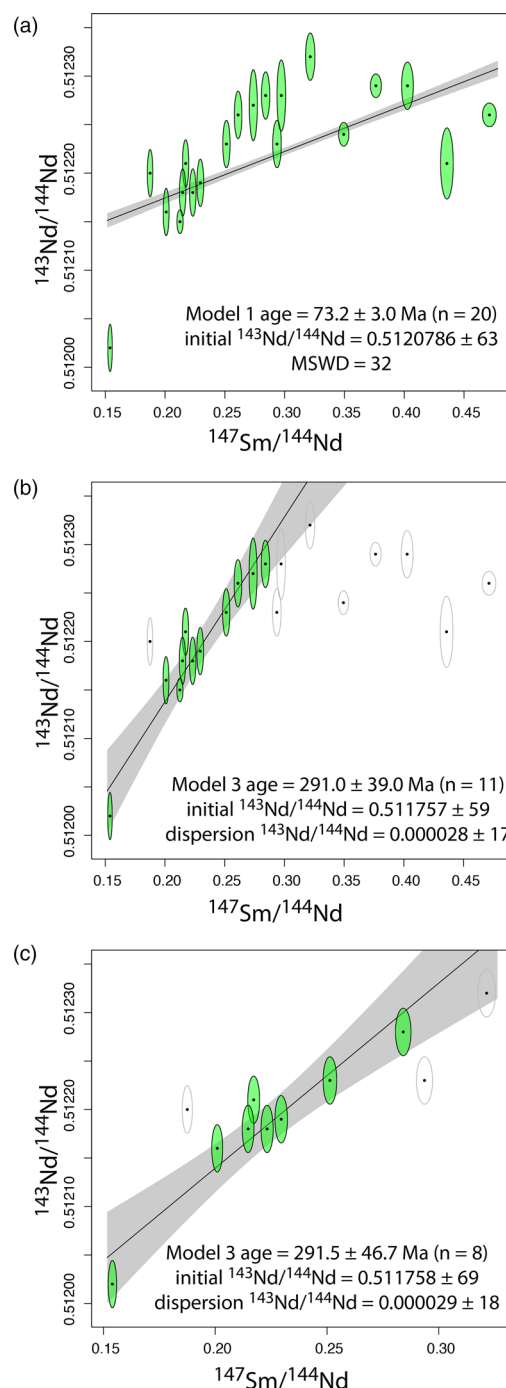 (a)
0.51230
0.51220
0.51210
0.51200
143Nd/144Nd
Model 1 age = 73.2 ± 3.0 Ma (n = 20)
initial 143Nd/144Nd = 0.5120786 ± 63
MSWD = 32
0.15 0.20 0.25 0.30 0.35 0.40 0.45
147Sm/144Nd
(b)
0.51230
0.51220
0.51210
0.51200
143Nd/144Nd
Model 3 age = 291.0 ± 39.0 Ma (n = 11)
initial 143Nd/144Nd = 0.511757 ± 59
dispersion 143Nd/144Nd = 0.000028 ± 17
0.15 0.20 0.25 0.30 0.35 0.40 0.45
147Sm/144Nd
(c)
0.51230
0.51220
0.51210
0.51200
143Nd/144Nd
Model 3 age = 291.5 ± 46.7 Ma (n = 8)
initial 143Nd/144Nd = 0.511758 ± 69
dispersion 143Nd/144Nd = 0.000029 ± 18
0.15 0.20 0.25 0.30
147Sm/144Nd